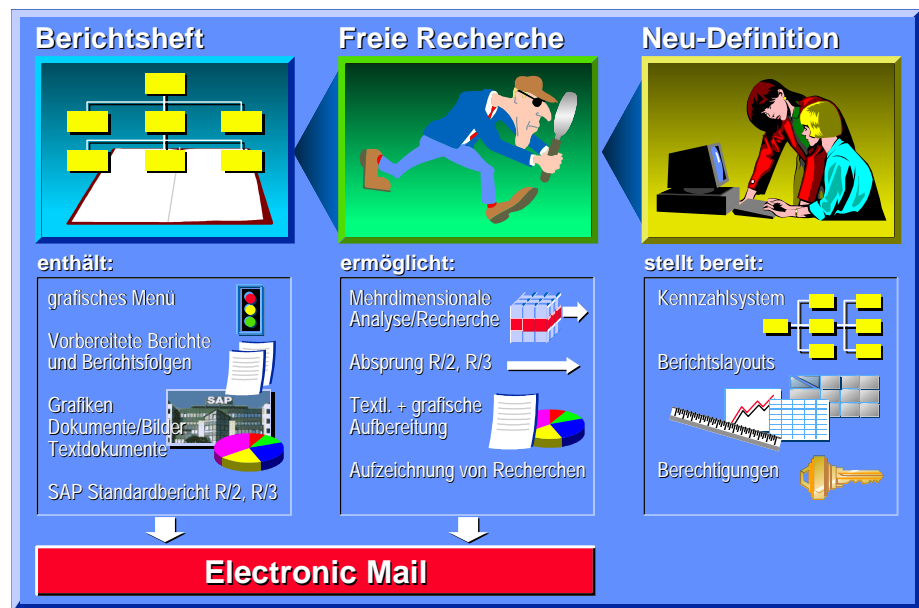 Berichtsheft
enthält:
grafisches Menü
Vorbereitete Berichte
und Berichtsfolgen
Grafiken
Dokumente/Bilder
Textdokumente
SAP
SAP Standardbericht R/2, R/3
Freie Recherche
ermöglicht:
Mehrdimensionale
Analyse/Recherche
Absprung R/2, R/3
Textl. + grafische
Aufbereitung
Aufzeichnung von Recherchen
Neu-Definition
stellt bereit:
Kennzahlsystem
Berichtslayouts
Berechtigungen
Electronic Mail